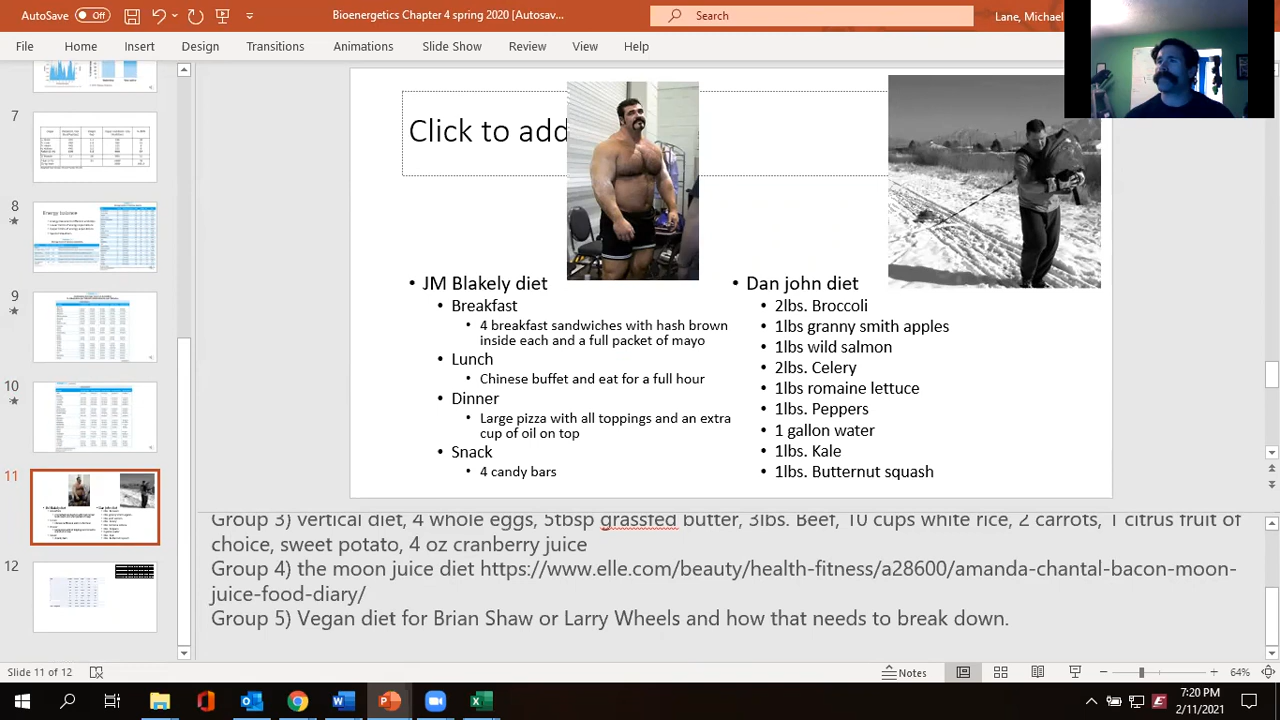 AutoSave Off
Bioenergetics Chapter 4 spring 2020 [Autosav...
Search
Lane, Michael
File Home Insert Design Transitions Animations Slide Show Review View Help
7
8
Energy balance
10
11
12
Click to add
• JM Blakely diet
• Breakfast
• 4 breakfast sandwiches with hash brown
inside each and a full packet of mayo
• Lunch
• Chinese buffet and eat for a full hour
• Dinner
• Large pizza with all toppings and an extra
cup of oil on top
• Snack
• 4 candy bars
• Dan john diet
• 2lbs. Broccoli
• 1lbs granny smith apples
• 1lbs wild salmon
• 2lbs. Celery
• 1lbs romaine lettuce
• 1lbs. Peppers
• 1 gallon water
• 1lbs. Kale
• 1lbs. Butternut squash
Group 3) vertical diet, 4 whole eggs, 5tbsp grassfed butter, 3lbs. Beef, 10 cups white rice, 2 carrots, 1 citrus fruit of
choice, sweet potato, 4 oz cranberry juice
Group 4) the moon juice diet https://www.elle.com/beauty/health-fitness/a28600/amanda-chantal-bacon-moon-
juice-food-diary/
Group 5) Vegan diet for Brian Shaw or Larry Wheels and how that needs to break down.
Slide 11 of 12
Notes
64%
7:20 PM
2/11/2021